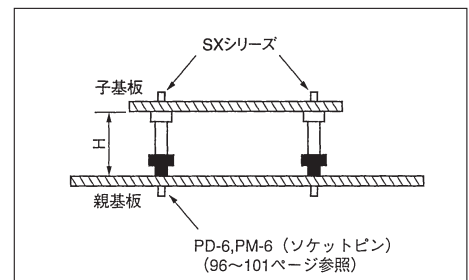 SXシリーズ
子基板
H
親基板
PD-6,PM-6（ソケットピン）
（96～101ページ参照）